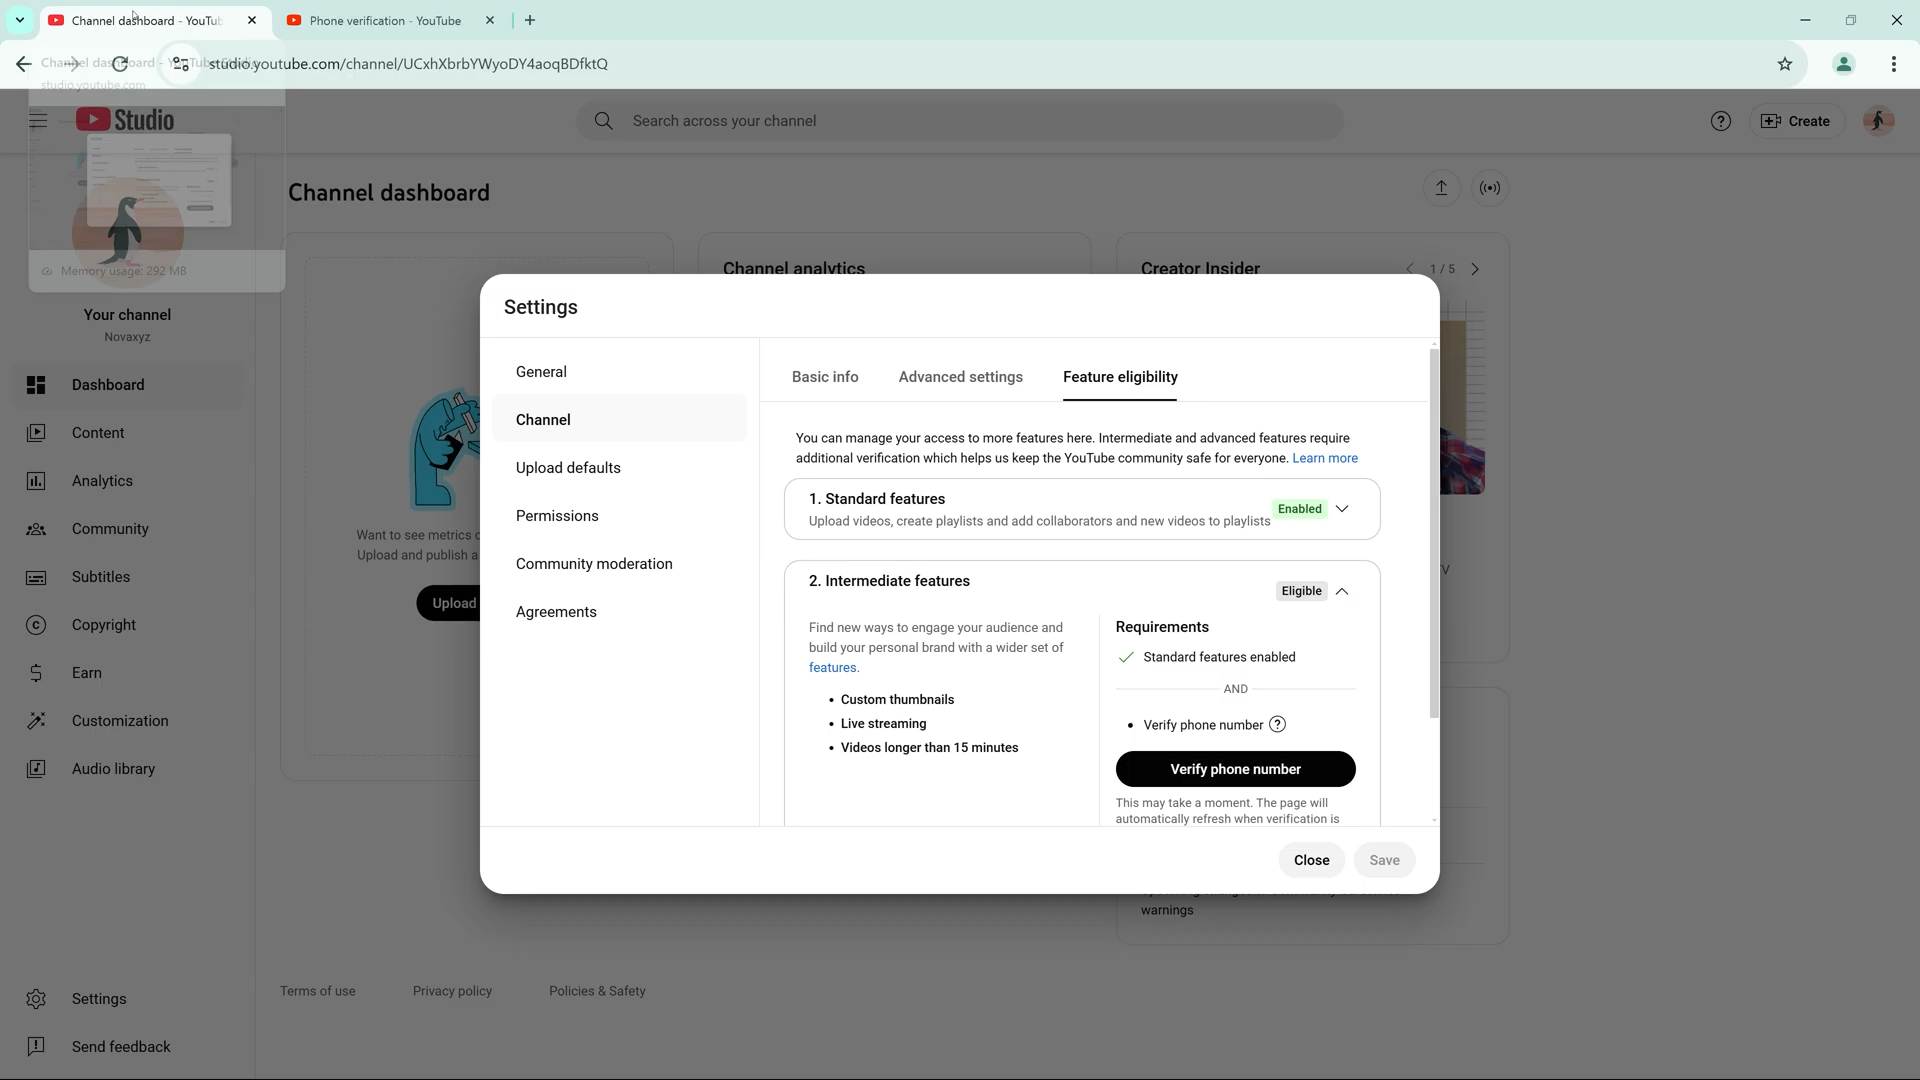 Channel dashboard - YouTub
Phone verification - YouTube
studio.youtube.com/channel/UCxhXbrbYWyoDY4aoqBDfktQ
Channel dashboard - YouTube Studio
studio.youtube.com
Memory usage: 292 MB
Studio
Search across your channel
Create
Channel dashboard
Your channel
Novaxyz
Dashboard
Content
Analytics
Community
Subtitles
Copyright
Earn
Customization
Audio library
Settings
Send feedback
Want to see metrics
Upload and publish a
Upload
Channel analytics
Creator Insider
1 / 5
warnings
Terms of use
Privacy policy
Policies & Safety
Settings
General
Channel
Upload defaults
Permissions
Community moderation
Agreements
Basic info
Advanced settings
Feature eligibility
You can manage your access to more features here. Intermediate and advanced features require
additional verification which helps us keep the YouTube community safe for everyone. Learn more
1. Standard features
Upload videos, create playlists and add collaborators and new videos to playlists
Enabled
2. Intermediate features
Eligible
Find new ways to engage your audience and
build your personal brand with a wider set of
features.
• Custom thumbnails
• Live streaming
• Videos longer than 15 minutes
Requirements
Standard features enabled
AND
• Verify phone number
Verify phone number
This may take a moment. The page will
automatically refresh when verification is
Close
Save